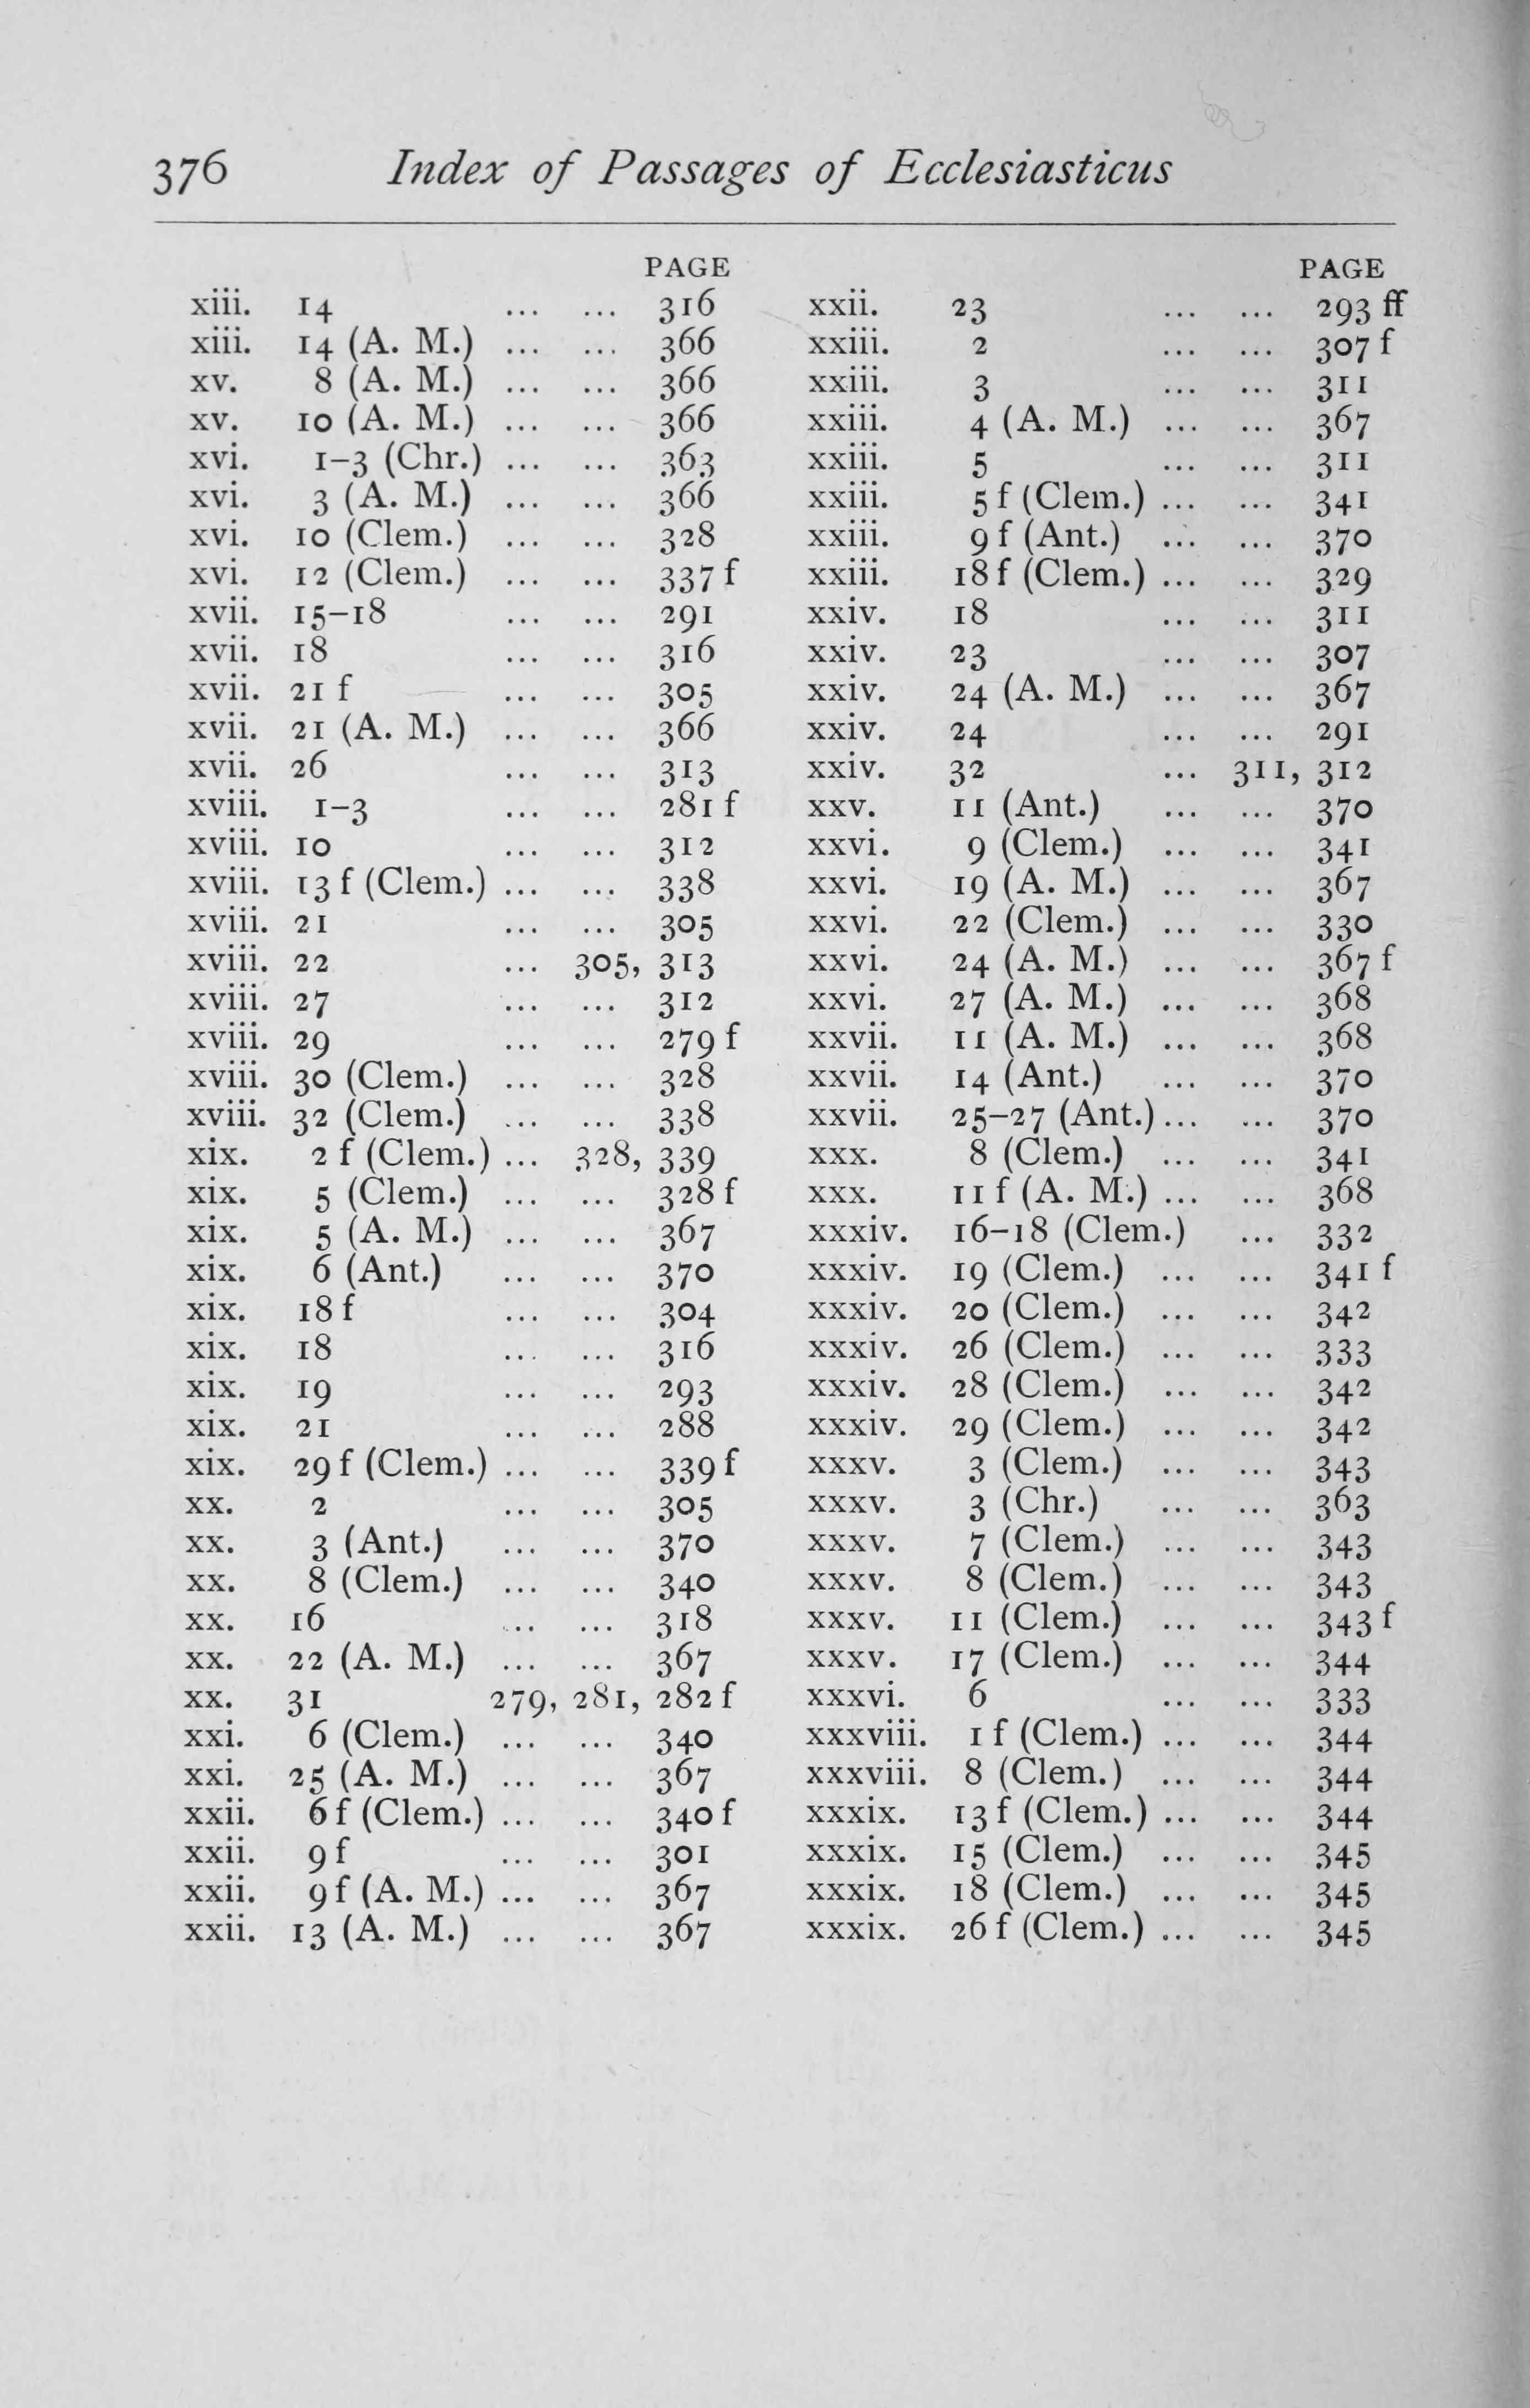 376 Index of Passages of Ecclesiasticus
PAGE
xiii. 14 ... ... 316
xiii. 14 (A. M.) ... ... 366
xv. 8 (A. M.) ... ... 366
xv. 10 (A. M.) ... ... 366
xvi. 1–3 (Chr.) ... ... 363
xvi. 3 (A. M.) ... ... 366
xvi. 10 (Clem.) ... ... 328
xvi. 12 (Clem.) ... ... 337 f
xvii. 15–18 ... ... 291
xvii. 18 ... ... 316
xvii. 21 f ... ... 305
xvii. 21 (A. M.) ... ... 366
xvii. 26 ... ... 313
xviii. 1–3 ... ... 281 f
xviii. 10 ... ... 312
xviii. 13 f (Clem.) ... ... 338
xviii. 21 ... ... 305
xviii. 22 ... 305, 313
xviii. 27 ... ... 312
xviii. 29 ... ... 279 f
xviii. 30 (Clem.) ... ... 328
xviii. 32 (Clem.) ... ... 338
xix. 2 f (Clem.) ... 328, 339
xix. 5 (Clem.) ... ... 328 f
xix. 5 (A. M.) ... ... 367
xix. 6 (Ant.) ... ... 370
xix. 18 f ... ... 304
xix. 18 ... ... 316
xix. 19 ... ... 293
xix. 21 ... ... 288
xix. 29 f (Clem.) ... ... 339 f
xx. 2 ... ... 305
xx. 3 (Ant.) ... ... 370
xx. 8 (Clem.) ... ... 340
xx. 16 ... ... 318
xx. 22 (A. M.) ... ... 367
xx. 31 279, 281, 282 f
xxi. 6 (Clem.) ... ... 340
xxi. 25 (A. M.) ... ... 367
xxii. 6 f (Clem.) ... ... 340 f
xxii. 9 f ... ... 301
xxii. 9 f (A. M.) ... ... 367
xxii. 13 (A. M.) ... ... 367
PAGE
xxii. 23 ... ... 293 ff
xxiii. 2 ... ... 307 f
xxiii. 3 ... ... 311
xxiii. 4 (A. M.) ... ... 367
xxiii. 5 ... ... 311
xxiii. 5 f (Clem.) ... ... 341
xxiii. 9 f (Ant.) ... ... 370
xxiii. 18 f (Clem.) ... ... 329
xxiv. 18 ... ... 311
xxiv. 23 ... ... 307
xxiv. 24 (A. M.) ... ... 367
xxiv. 24 ... ... 291
xxiv. 32 ... 311, 312
xxv. 11 (Ant.) ... ... 370
xxvi. 9 (Clem.) ... ... 341
xxvi. 19 (A. M.) ... ... 367
xxvi. 22 (Clem.) ... ... 330
xxvi. 24 (A. M.) ... ... 367 f
xxvi. 27 (A. M.) ... ... 368
xxvii. 11 (A. M.) ... ... 368
xxvii. 14 (Ant.) ... ... 370
xxvii. 25–27 (Ant.) ... ... 370
xxx. 8 (Clem.) ... ... 341
xxx. 11 f (A. M.) ... ... 368
xxxiv. 16–18 (Clem.) ... 332
xxxiv. 19 (Clem.) ... ... 341 f
xxxiv. 20 (Clem.) ... ... 342
xxxiv. 26 (Clem.) ... ... 333
xxxiv. 28 (Clem.) ... ... 342
xxxiv. 29 (Clem.) ... ... 342
xxxv. 3 (Clem.) ... ... 343
xxxv. 3 (Chr.) ... ... 363
xxxv. 7 (Clem.) ... ... 343
xxxv. 8 (Clem.) ... ... 343
xxxv. 11 (Clem.) ... ... 343 f
xxxv. 17 (Clem.) ... ... 344
xxxvi. 6 ... ... 333
xxxviii. 1 f (Clem.) ... ... 344
xxxviii. 8 (Clem.) ... ... 344
xxxix. 13 f (Clem.) ... ... 344
xxxix. 15 (Clem.) ... ... 345
xxxix. 18 (Clem.) ... ... 345
xxxix. 26 f (Clem.) ... ... 345